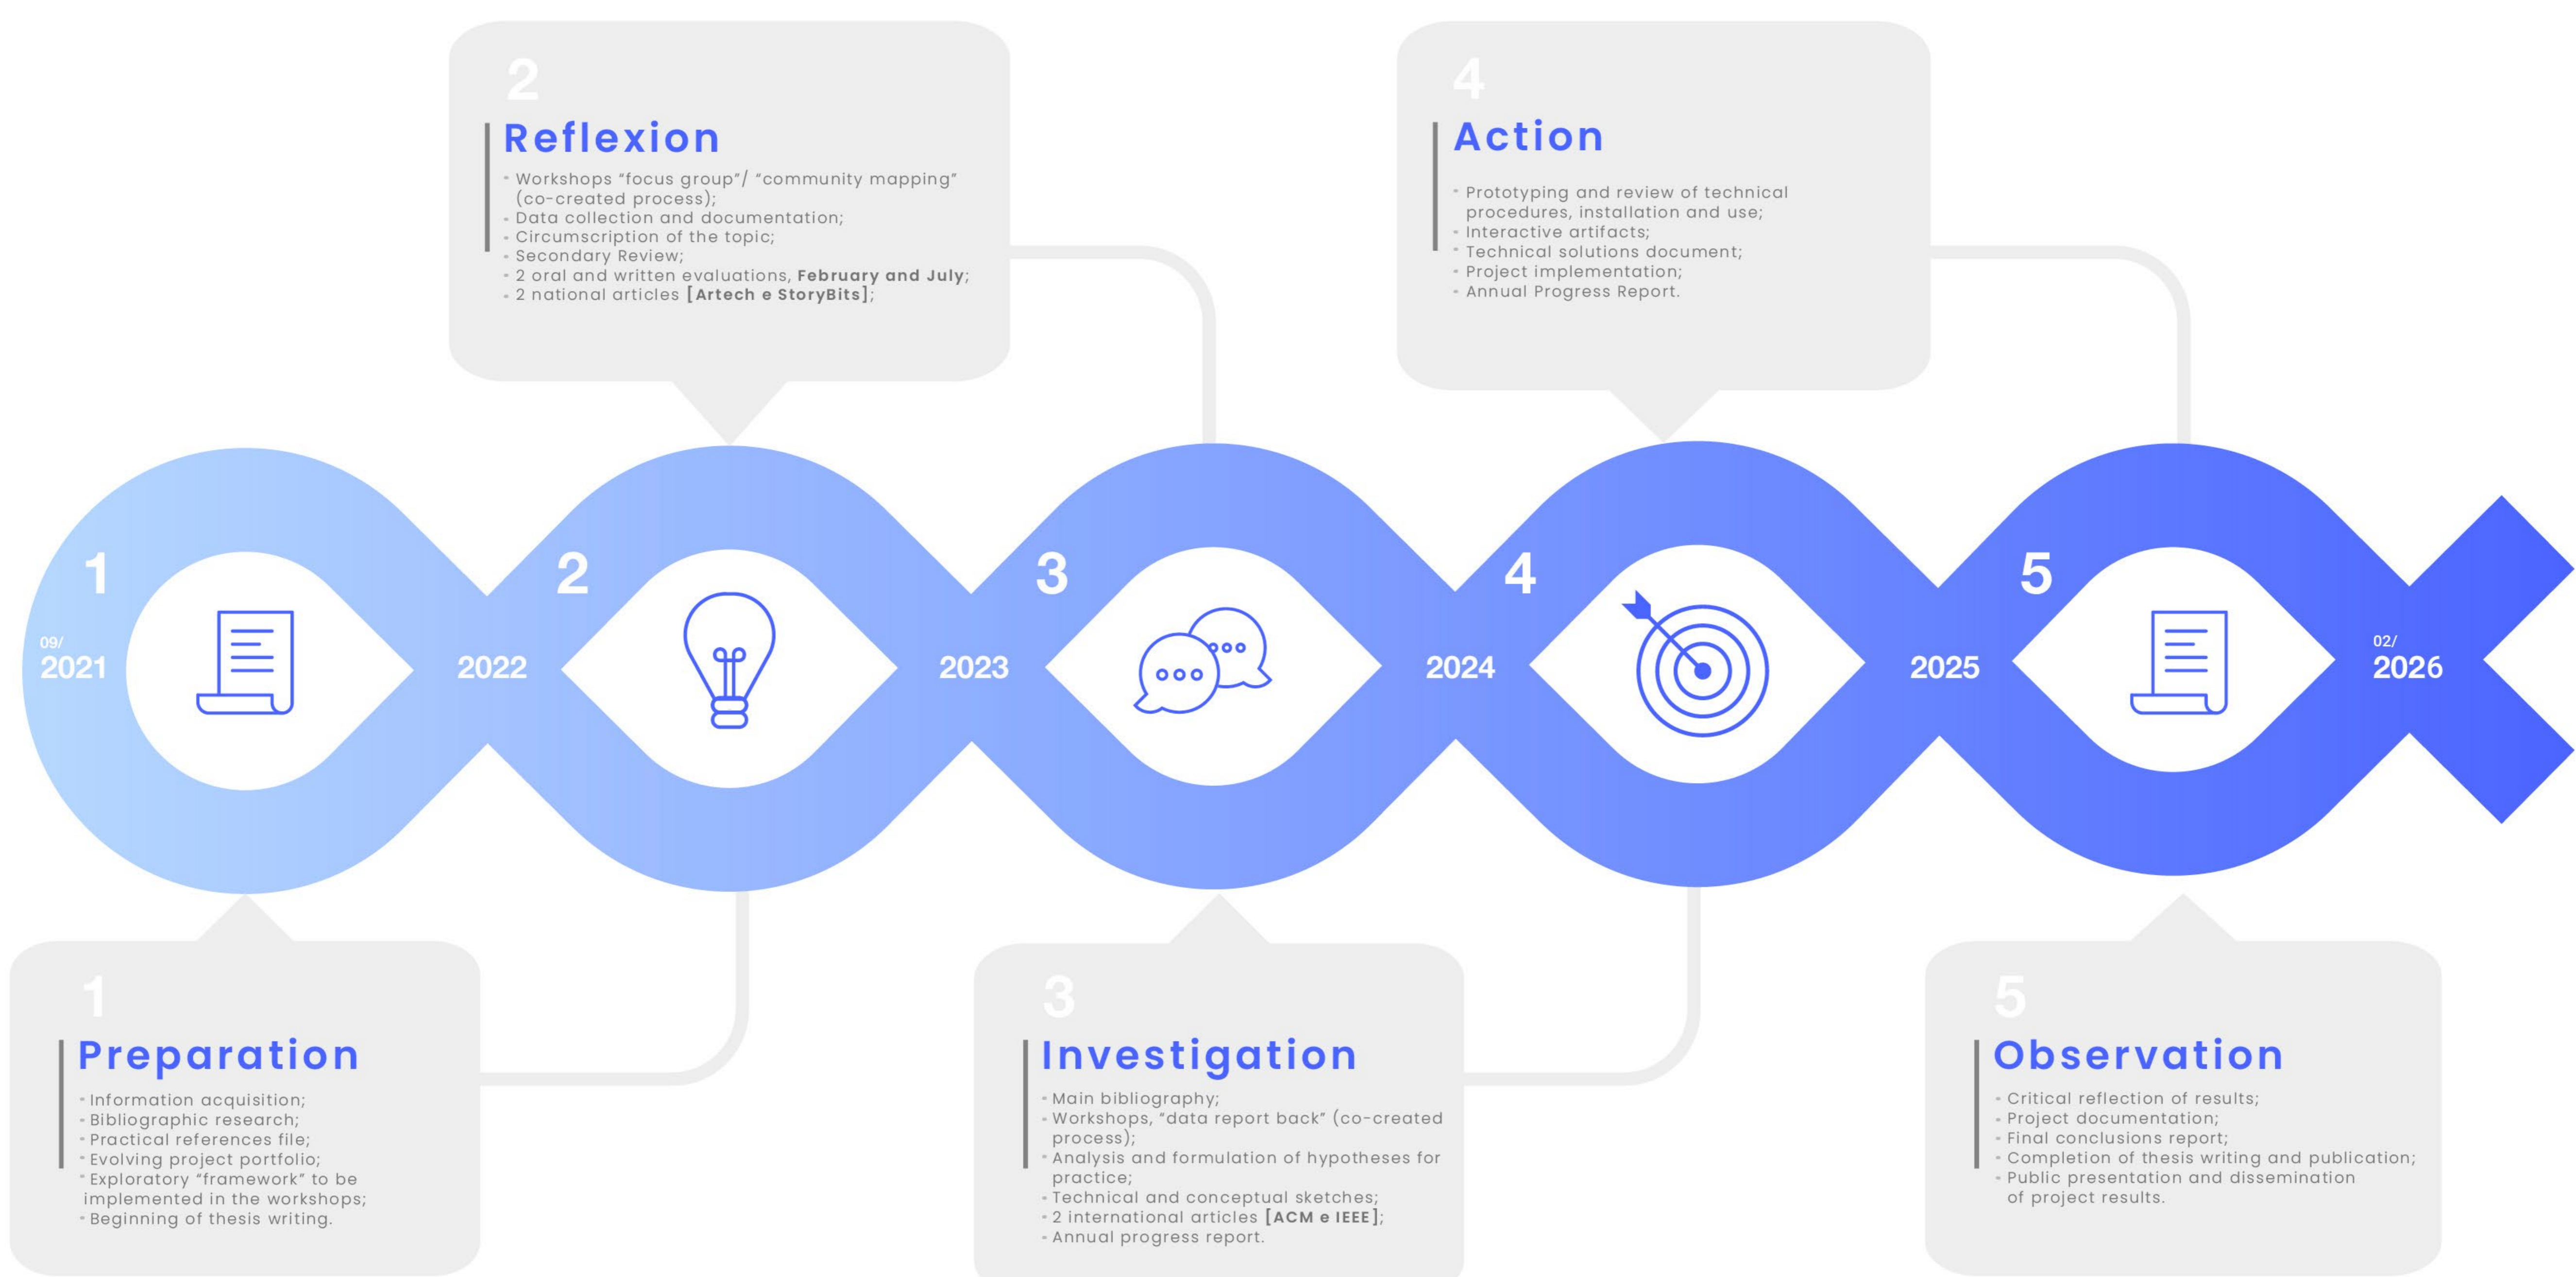 2
Reflexion
- Workshops “focus group”/ “community mapping”
(co-created process);
- Data collection and documentation;
- Circumscription of the topic;
- Secondary Review;
- 2 oral and written evaluations, February and July;
- 2 national articles [Artech e StoryBits];
4
Action
- Prototyping and review of technical
procedures, installation and use;
- Interactive artifacts;
- Technical solutions document;
- Project implementation;
- Annual Progress Report.
1
09/
2021
2022
2
2023
3
2024
4
2025
5
02/
2026
1
Preparation
- Information acquisition;
- Bibliographic research;
- Practical references file;
- Evolving project portfolio;
- Exploratory “framework” to be
implemented in the workshops;
- Beginning of thesis writing.
3
Investigation
- Main bibliography;
- Workshops, “data report back” (co-created
process);
- Analysis and formulation of hypotheses for
practice;
- Technical and conceptual sketches;
- 2 international articles [ACM e IEEE];
- Annual progress report.
5
Observation
- Critical reflection of results;
- Project documentation;
- Final conclusions report;
- Completion of thesis writing and publication;
- Public presentation and dissemination
of project results.